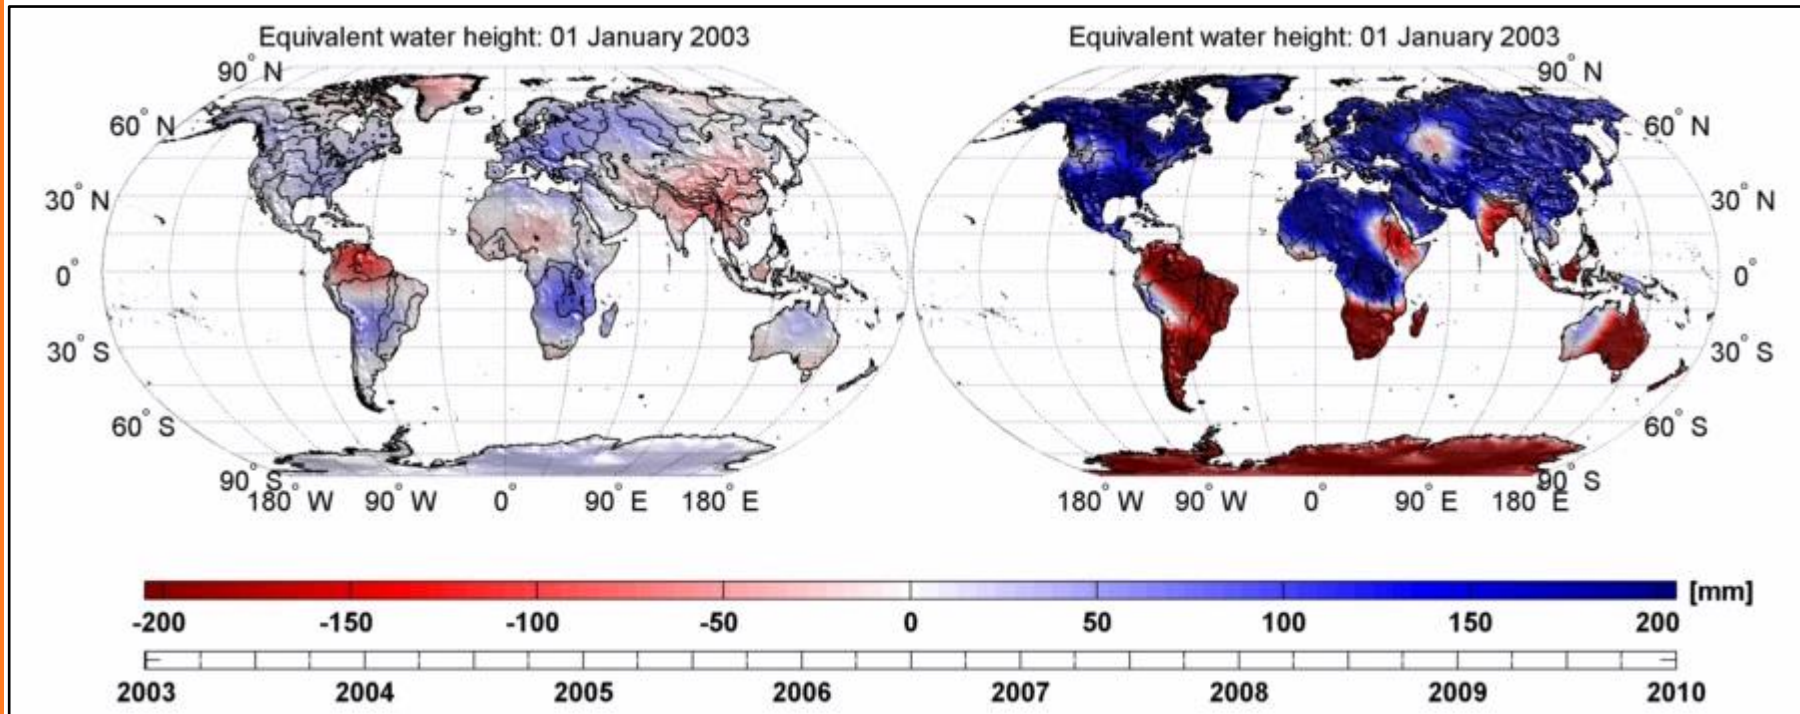 Equivalent water height: 01 January 2003
90° N
60° N
30° N
0°
30° S
60° S
90° S
180° W 90° W 0° 90° E 180° E
Equivalent water height: 01 January 2003
90° N
60° N
30° N
0°
30° S
60° S
90° S
180° W 90° W 0° 90° E 180° E
-200 -150 -100 -50 0 50 100 150 200 [mm]
2003 2004 2005 2006 2007 2008 2009 2010